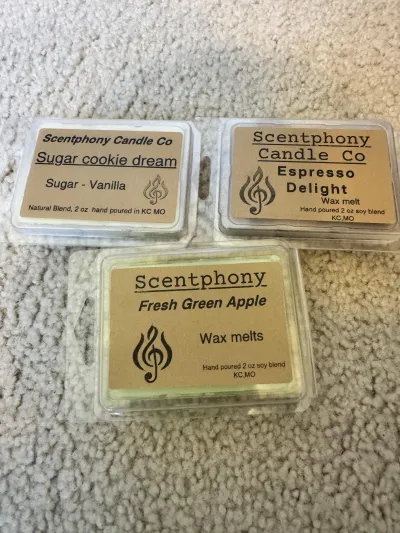 Scentphony Candle Co
Sugar cookie dream
Sugar - Vanilla
Natural Blend, 2 oz hand poured in KC MO
Scentphony
Candle Co
Espresso
Delight
Wax melt
Hand poured 2 oz soy blend
KC,MO
Scentphony
Fresh Green Apple
Wax melts
Hand poured 2 oz soy blend
KC,MO